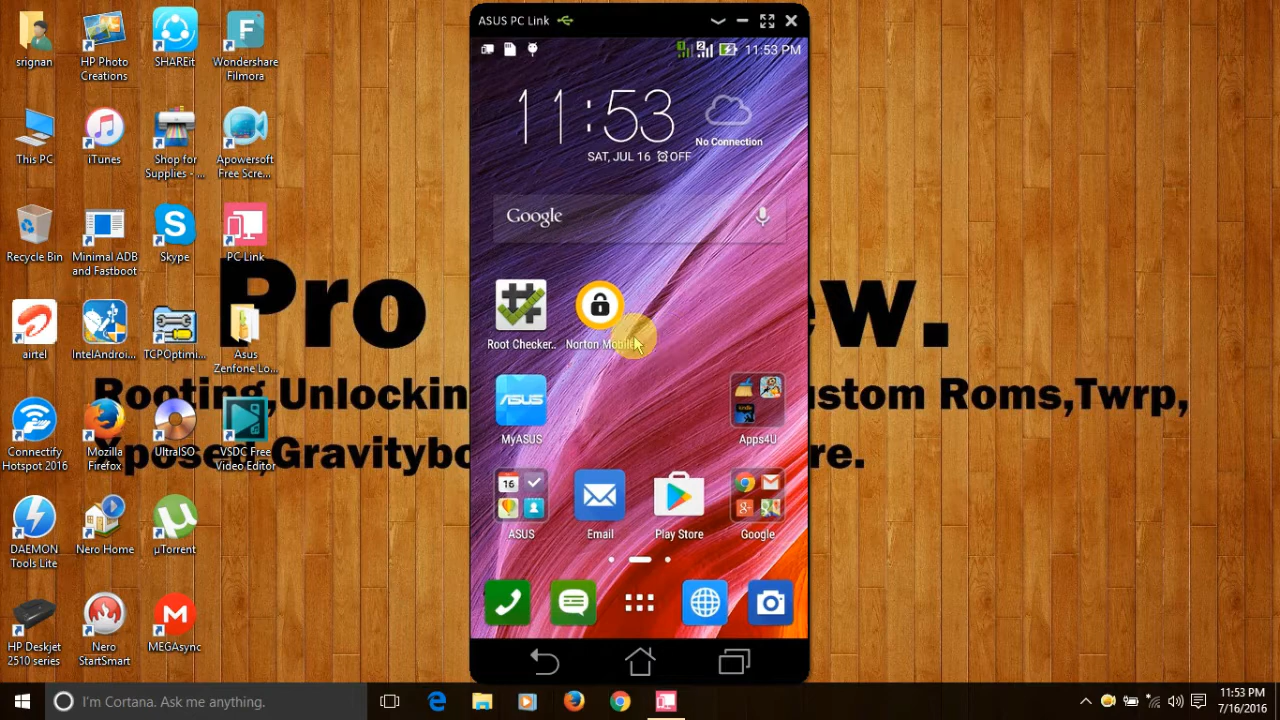 srignan
HP Photo
Creations
SHAREit
Wondershare
Filmora
This PC
iTunes
Shop for
Supplies - ...
Apowersoft
Free Scre...
Recycle Bin
Minimal ADB
and Fastboot
Skype
PC Link
airtel
IntelAndroi...
TCPOptimi...
Asus
Zenfone Lo...
Connectify
Hotspot 2016
Mozilla
Firefox
UltraISO
VSDC Free
Video Editor
DAEMON
Tools Lite
Nero Home
µTorrent
HP Deskjet
2510 series
Nero
StartSmart
MEGAsync
Pro
ew.
Rooting,Unlocking
ustom Roms,Twrp,
xposed,Gravitybo
re.
ASUS PC Link
1
2
11:53 PM
11:53
No Connection
SAT, JUL 16
OFF
Google
Root Checker..
Norton Mobile
ASUS
MyASUS
kindle
Apps4U
16
ASUS
Email
Play Store
g+
Google
I'm Cortana. Ask me anything.
11:53 PM
7/16/2016